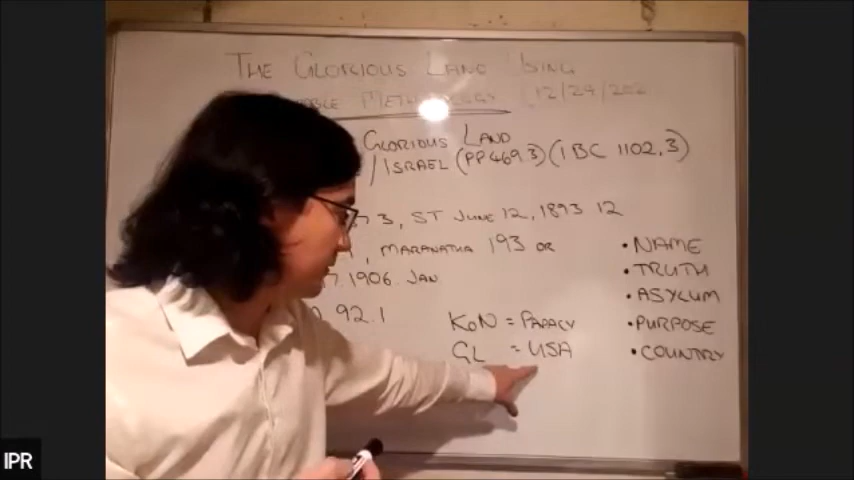 THE GLORIOUS LAND USING
METHODOLOGY 12/29/202
GLORIOUS LAND
/ISRAEL (PP 469.3) (1BC 1102.3)
3, ST JUNE 12, 1893 12
, MARANATHA 193 OR
7.1906. JAN
92.1
KON = PAPACY
GL = USA
• NAME
• TRUTH
• ASYLUM
• PURPOSE
• COUNTRY
IPR